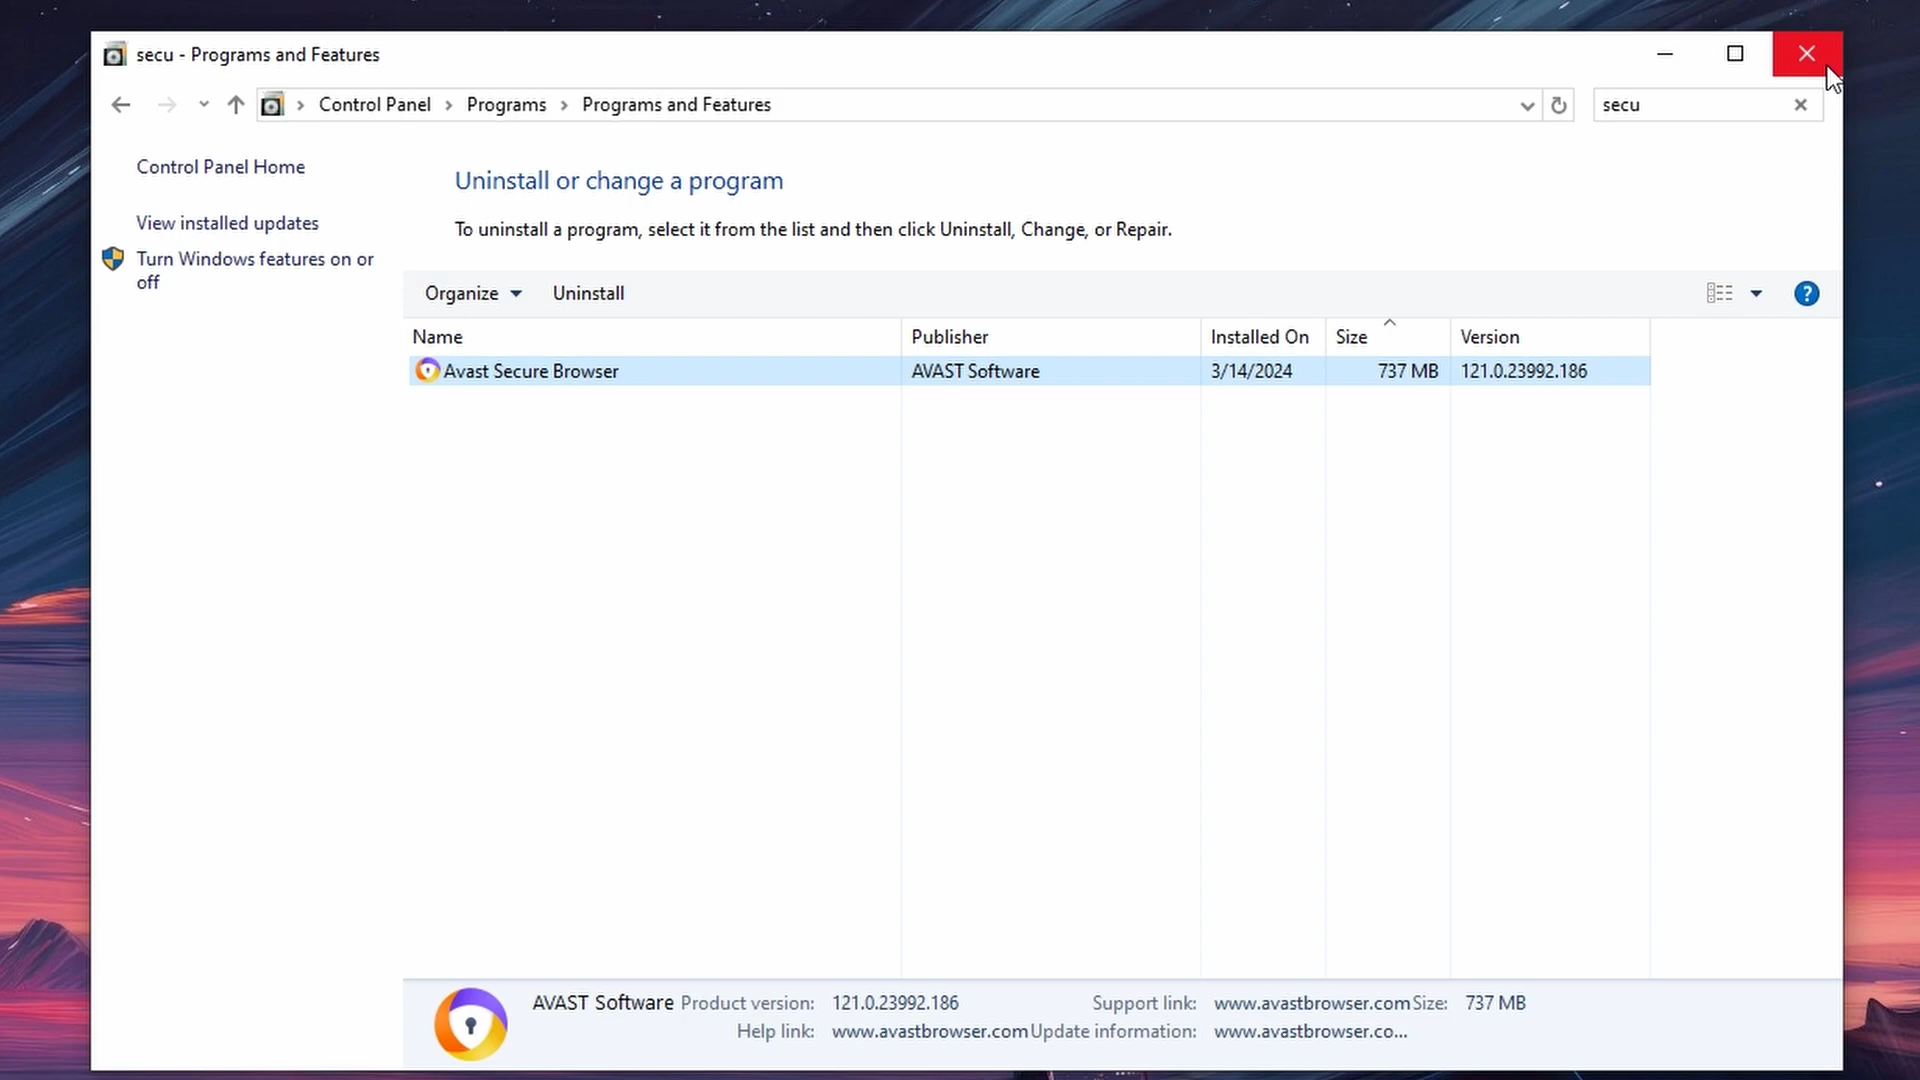 secu - Programs and Features
Control Panel > Programs > Programs and Features
secu
Control Panel Home
View installed updates
Turn Windows features on or
off
Uninstall or change a program
To uninstall a program, select it from the list and then click Uninstall, Change, or Repair.
Organize Uninstall
Name Publisher Installed On Size Version
Avast Secure Browser AVAST Software 3/14/2024 737 MB 121.0.23992.186
AVAST Software Product version: 121.0.23992.186 Support link: www.avastbrowser.com Size: 737 MB
Help link: www.avastbrowser.com Update information: www.avastbrowser.co...